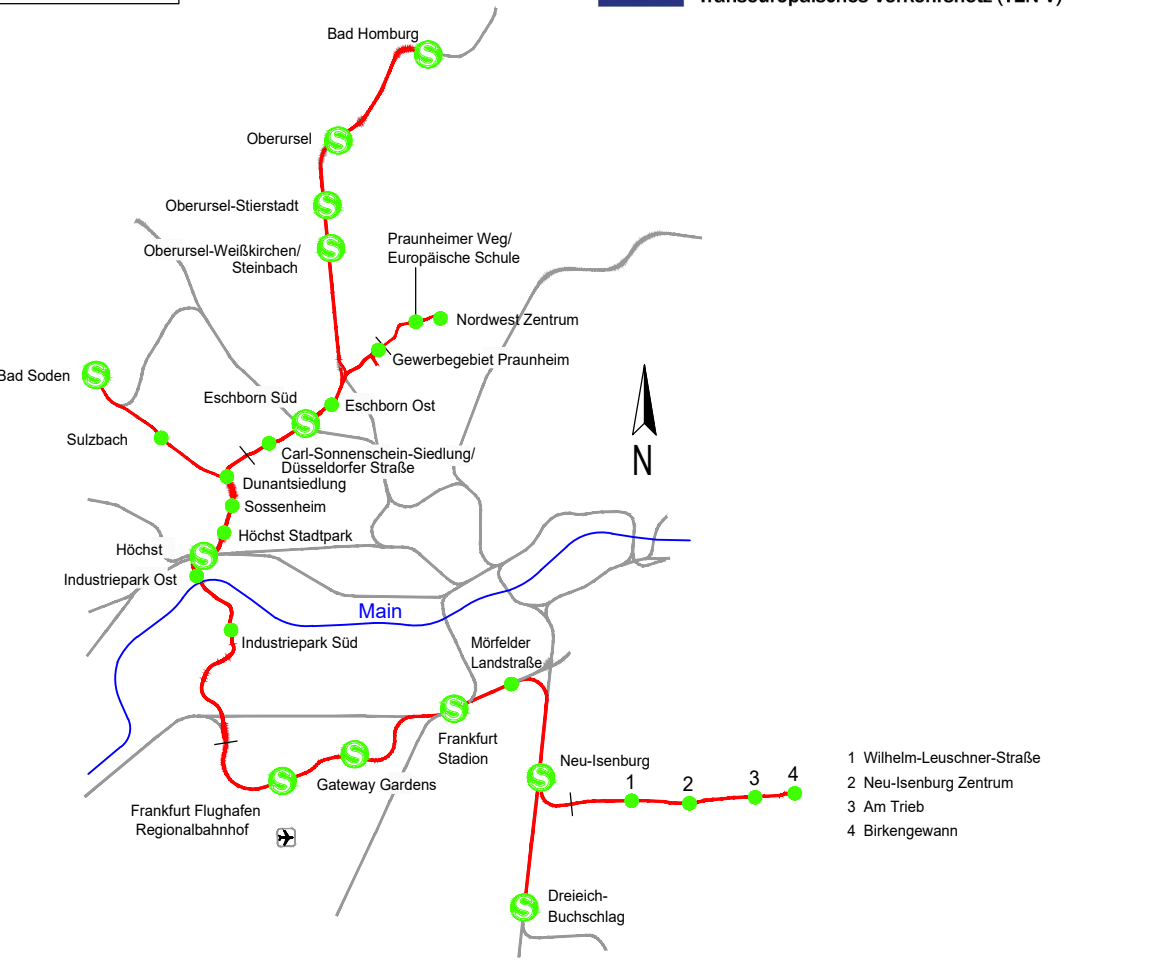 Transeuropäisches Verkehrsnetz (TEN-V)
Bad Homburg
Oberursel
Oberursel-Stierstadt
Oberursel-Weißkirchen/
Steinbach
Praunheimer Weg/
Europäische Schule
Nordwest Zentrum
Gewerbegebiet Praunheim
Bad Soden
Eschborn Süd
Eschborn Ost
Sulzbach
Carl-Sonnenschein-Siedlung/
Düsseldorfer Straße
Dunantsiedlung
N
Sossenheim
Höchst Stadtpark
Höchst
Industriepark Ost
Main
Industriepark Süd
Mörfelder
Landstraße
Frankfurt
Stadion
Neu-Isenburg
Gateway Gardens
Frankfurt Flughafen
Regionalbahnhof
1 2 3 4
1 Wilhelm-Leuschner-Straße
2 Neu-Isenburg Zentrum
3 Am Trieb
4 Birkengewann
Dreieich-
Buchschlag
S
S
S
S
S
S
S
S
S
S
S
S